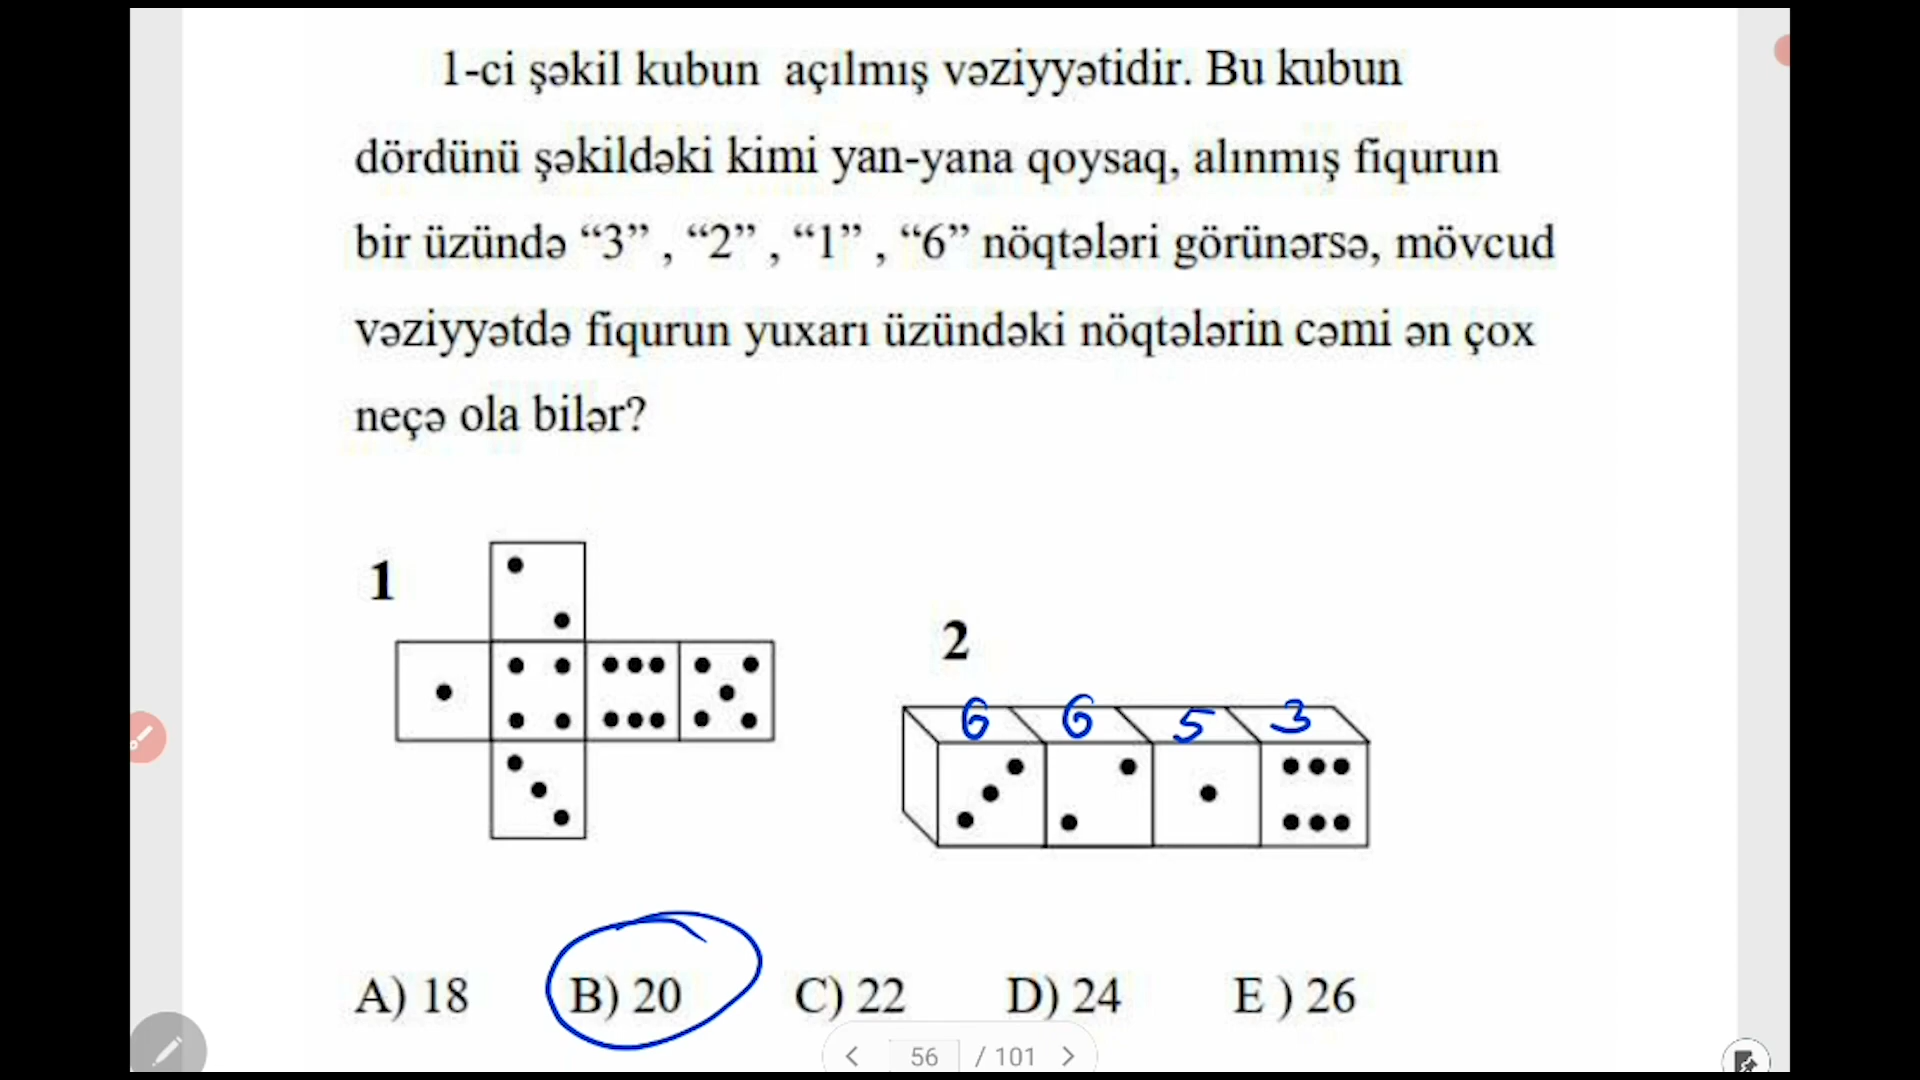 1-ci şəkil kubun açılmış vəziyyətidir. Bu kubun
dördünü şəkildəki kimi yan-yana qoysaq, alınmış fiqurun
bir üzündə “3” , “2” , “1” , “6” nöqtələri görünərsə, mövcud
vəziyyətdə fiqurun yuxarı üzündəki nöqtələrin cəmi ən çox
neçə ola bilər?
1
2
6 6 5 3
A) 18 B) 20 C) 22 D) 24 E ) 26
56 / 101